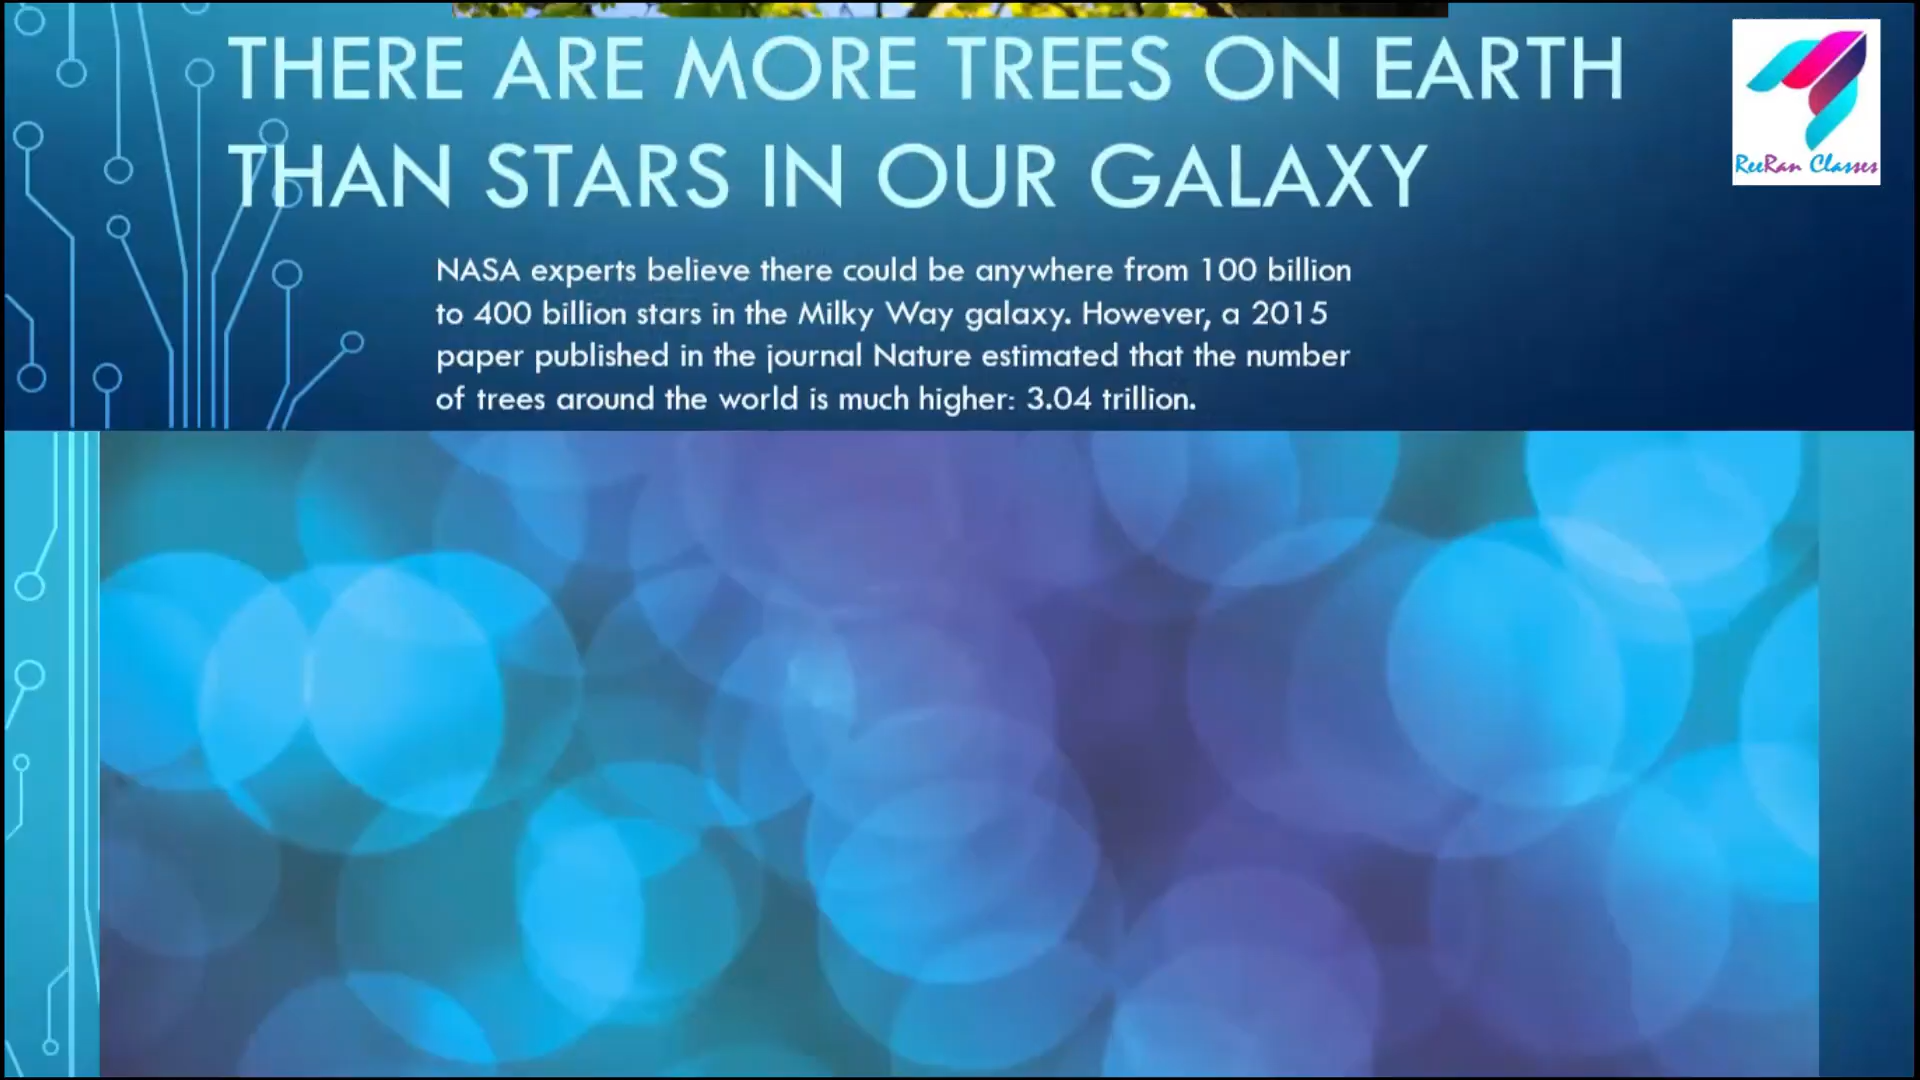 THERE ARE MORE TREES ON EARTH
THAN STARS IN OUR GALAXY
ReeRan Classes
NASA experts believe there could be anywhere from 100 billion
to 400 billion stars in the Milky Way galaxy. However, a 2015
paper published in the journal Nature estimated that the number
of trees around the world is much higher: 3.04 trillion.